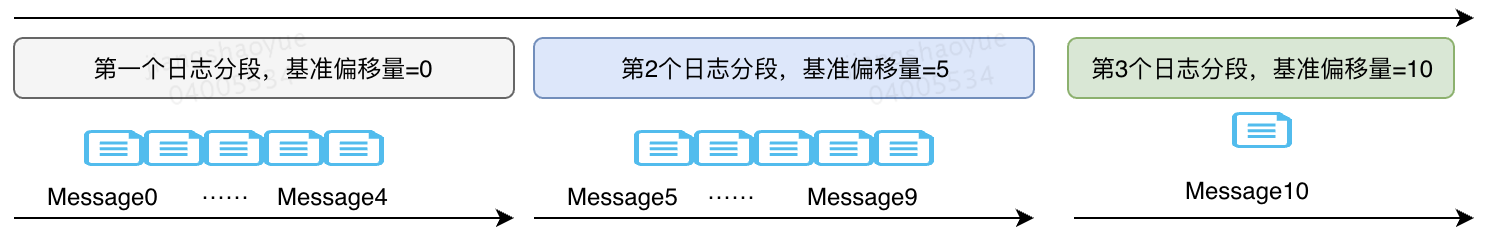 第一个日志分段，基准偏移量=0
第2个日志分段，基准偏移量=5
第3个日志分段，基准偏移量=10
Message0 …… Message4
Message5 …… Message9
Message10
04005534
04005534